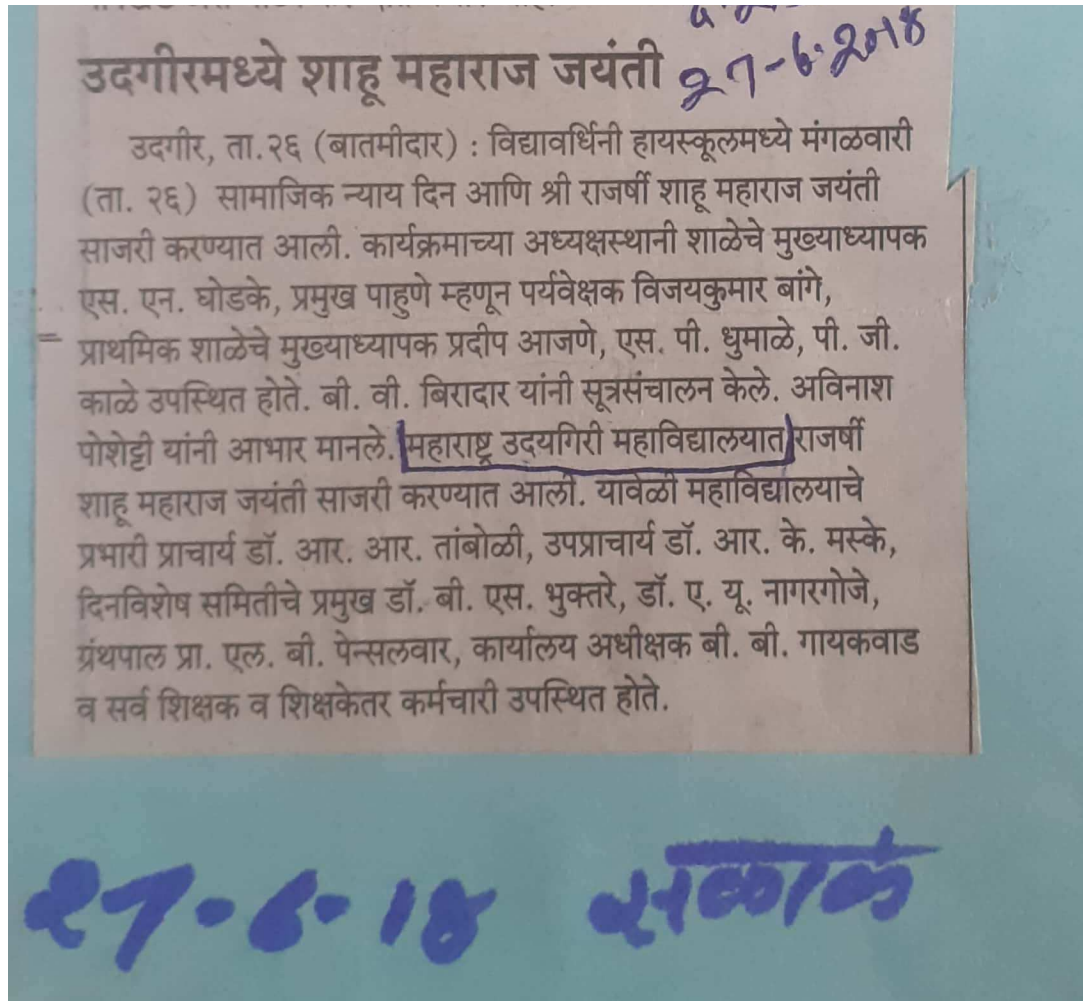 उदगीरमध्ये शाहू महाराज जयंती 27-6-2018
उदगीर, ता.२६ (बातमीदार) : विद्यावर्धिनी हायस्कूलमध्ये मंगळवारी
(ता. २६) सामाजिक न्याय दिन आणि श्री राजर्षी शाहू महाराज जयंती
साजरी करण्यात आली. कार्यक्रमाच्या अध्यक्षस्थानी शाळेचे मुख्याध्यापक
एस. एन. घोडके, प्रमुख पाहुणे म्हणून पर्यवेक्षक विजयकुमार बांगे,
प्राथमिक शाळेचे मुख्याध्यापक प्रदीप आजणे, एस. पी. धुमाळे, पी. जी.
काळे उपस्थित होते. बी. वी. बिरादार यांनी सूत्रसंचालन केले. अविनाश
पोशेट्टी यांनी आभार मानले. महाराष्ट्र उदयगिरी महाविद्यालयात राजर्षी
शाहू महाराज जयंती साजरी करण्यात आली. यावेळी महाविद्यालयाचे
प्रभारी प्राचार्य डॉ. आर. आर. तांबोळी, उपप्राचार्य डॉ. आर. के. मस्के,
दिनविशेष समितीचे प्रमुख डॉ. बी. एस. भुक्तरे, डॉ. ए. यू. नागरगोजे,
ग्रंथपाल प्रा. एल. बी. पेन्सलवार, कार्यालय अधीक्षक बी. बी. गायकवाड
व सर्व शिक्षक व शिक्षकेतर कर्मचारी उपस्थित होते.
27-6-18 सकाळ